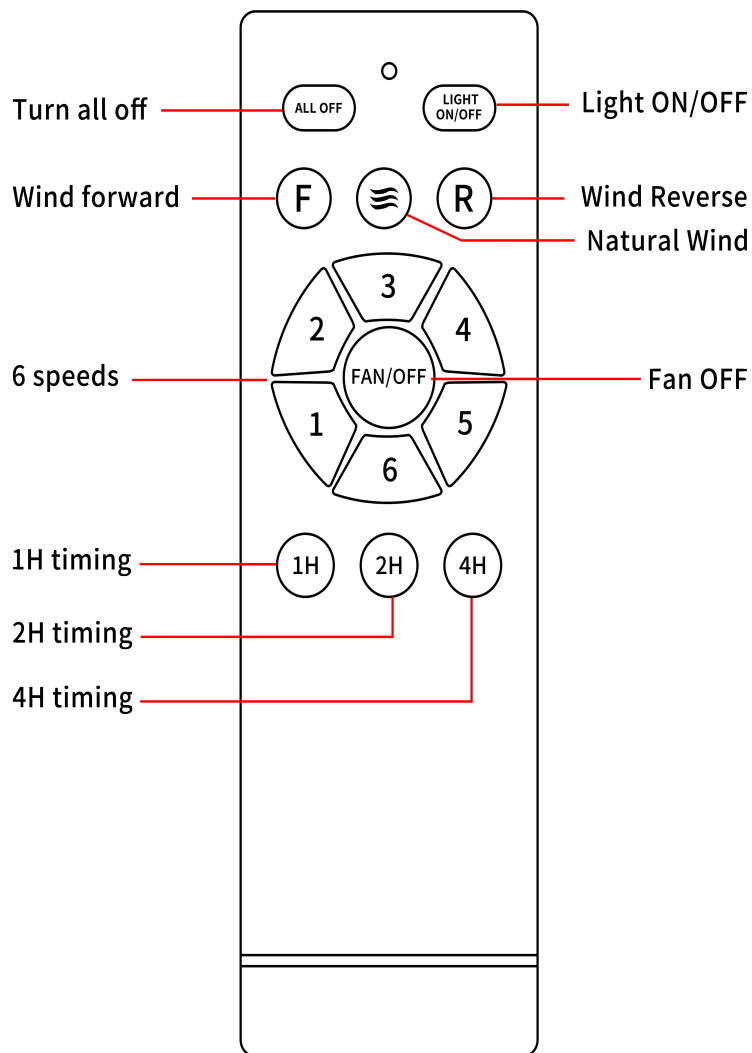 Turn all off
ALL OFF
LIGHT
ON/OFF
Light ON/OFF
Wind forward
F
R
Wind Reverse
Natural Wind
3
2
4
6 speeds
FAN/OFF
Fan OFF
1
5
6
1H timing
1H
2H
4H
2H timing
4H timing